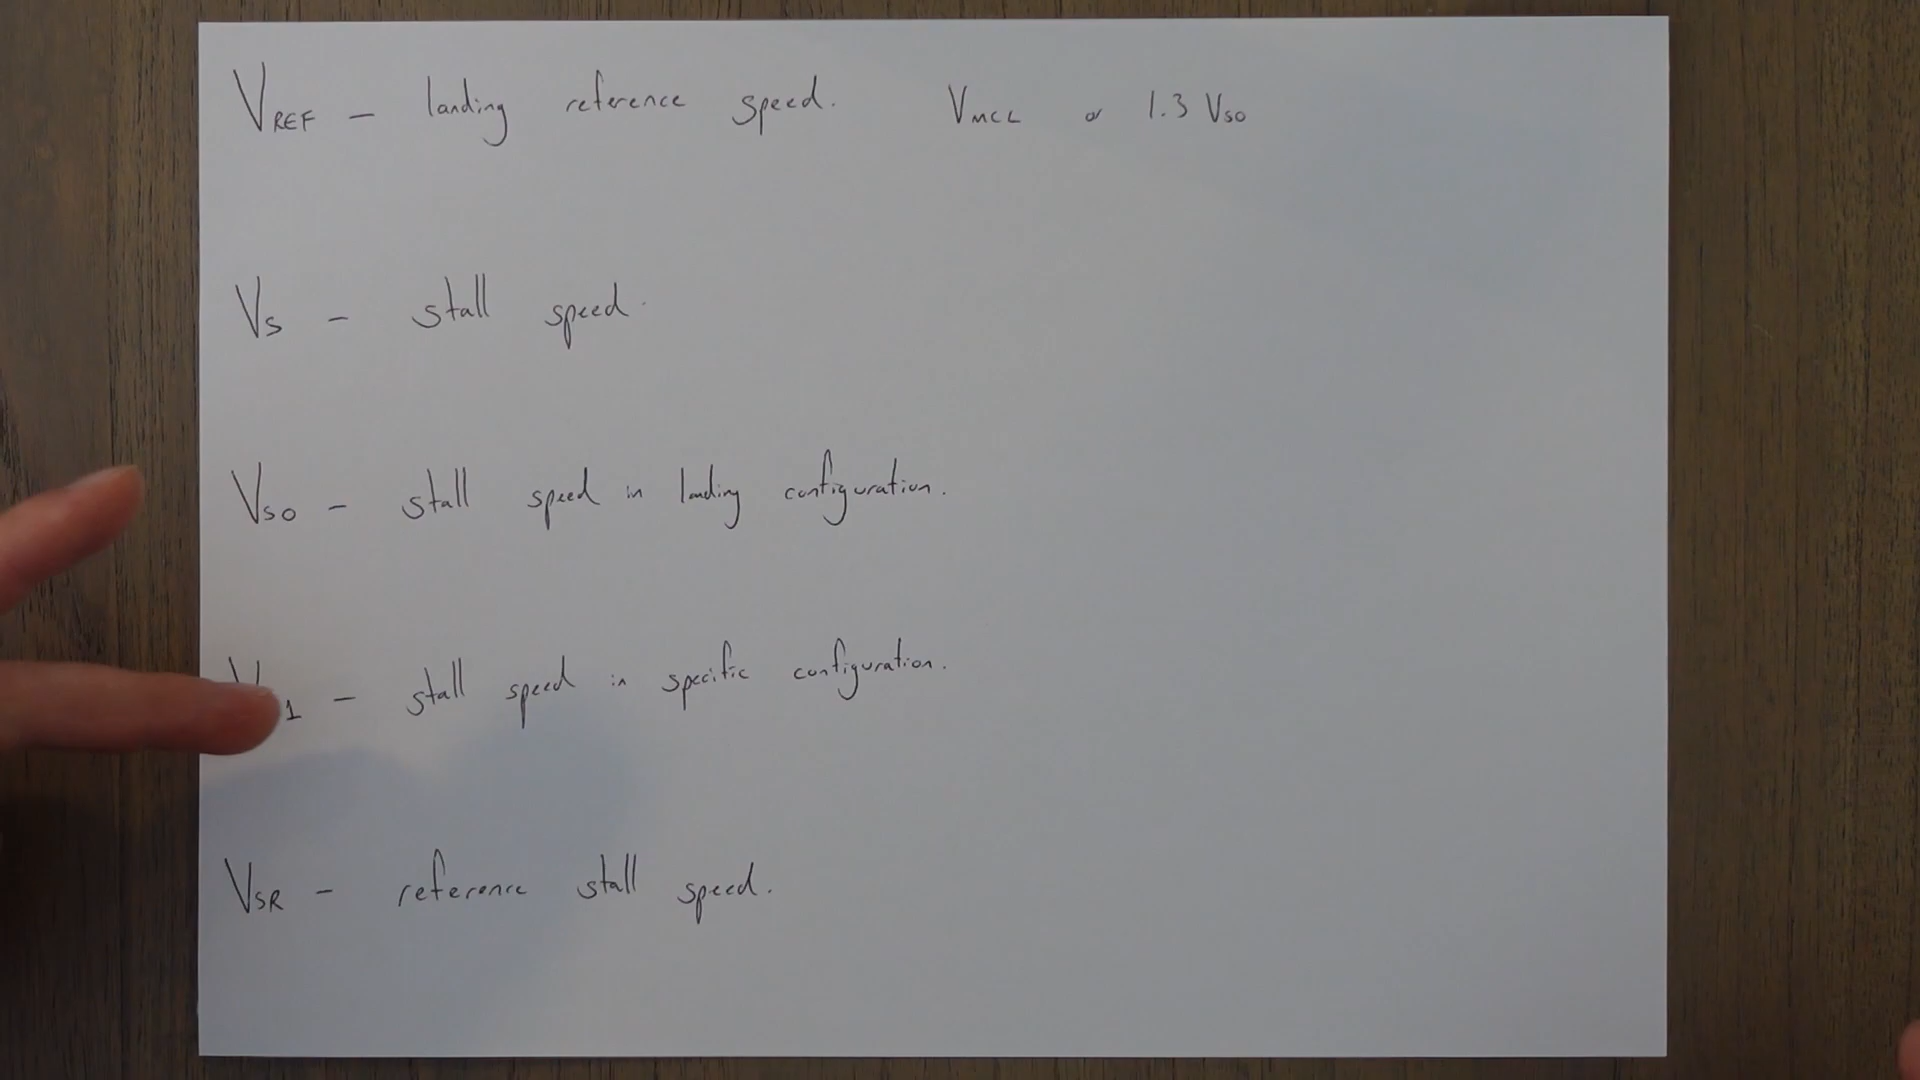 VREF - landing reference speed. VMCL or 1.3 VSO
VS - stall speed.
VSO - stall speed in landing configuration.
1 - stall speed in specific configuration.
VSR - reference stall speed.